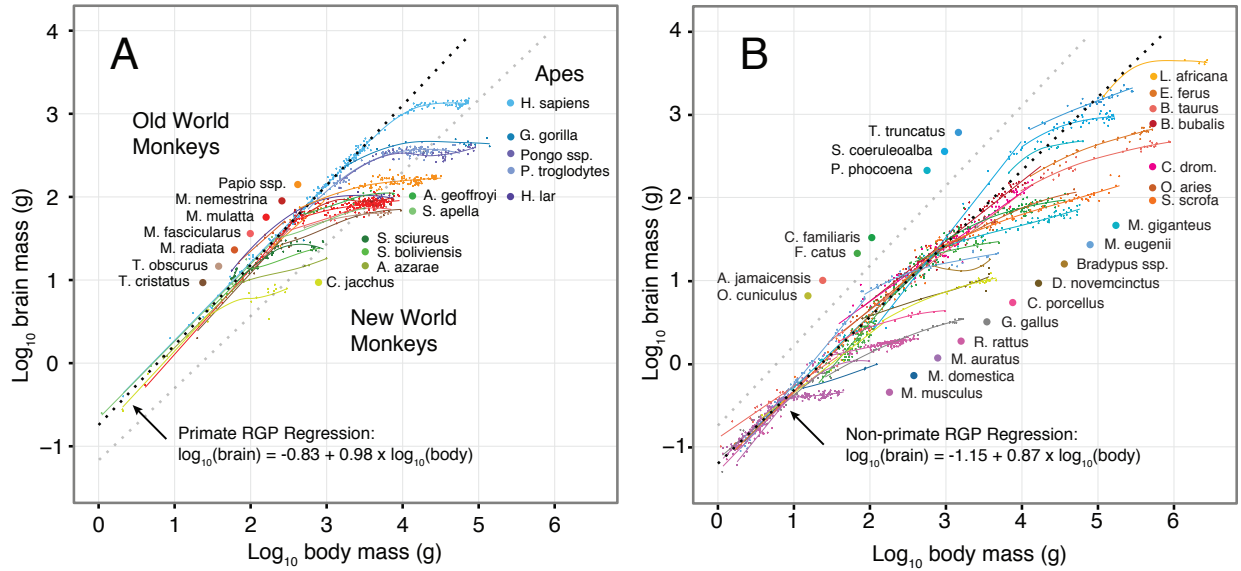 A
Old World
Monkeys
Apes
H. sapiens
G. gorilla
Pongo ssp.
P. troglodytes
H. lar
A. geoffroyi
S. apella
Papio ssp.
M. nemestrina
M. mulatta
M. fascicularus
M. radiata
T. obscurus
T. cristatus
S. sciureus
S. boliviensis
A. azarae
C. jacchus
New World
Monkeys
Primate RGP Regression:
log10(brain) = -0.83 + 0.98 x log10(body)
Log10 brain mass (g)
4
3
2
1
0
−1
0 1 2 3 4 5 6
Log10 body mass (g)
B
L. africana
E. ferus
B. taurus
B. bubalis
C. drom.
O. aries
S. scrofa
M. giganteus
M. eugenii
Bradypus ssp.
D. novemcinctus
C. porcellus
G. gallus
R. rattus
M. auratus
M. domestica
M. musculus
T. truncatus
S. coeruleoalba
P. phocoena
C. familiaris
F. catus
A. jamaicensis
O. cuniculus
Non-primate RGP Regression:
log10(brain) = -1.15 + 0.87 x log10(body)
Log10 brain mass (g)
4
3
2
1
0
−1
0 1 2 3 4 5 6
Log10 body mass (g)